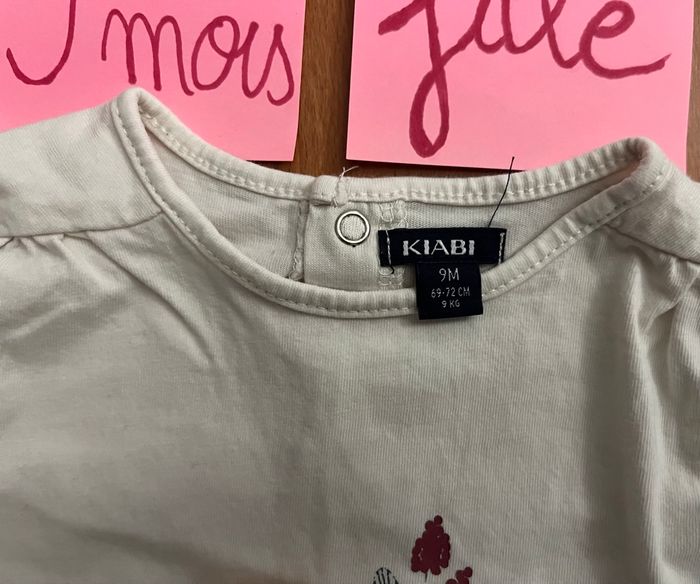 mois fille
KIABI
9M
69-72 CM
9 KG